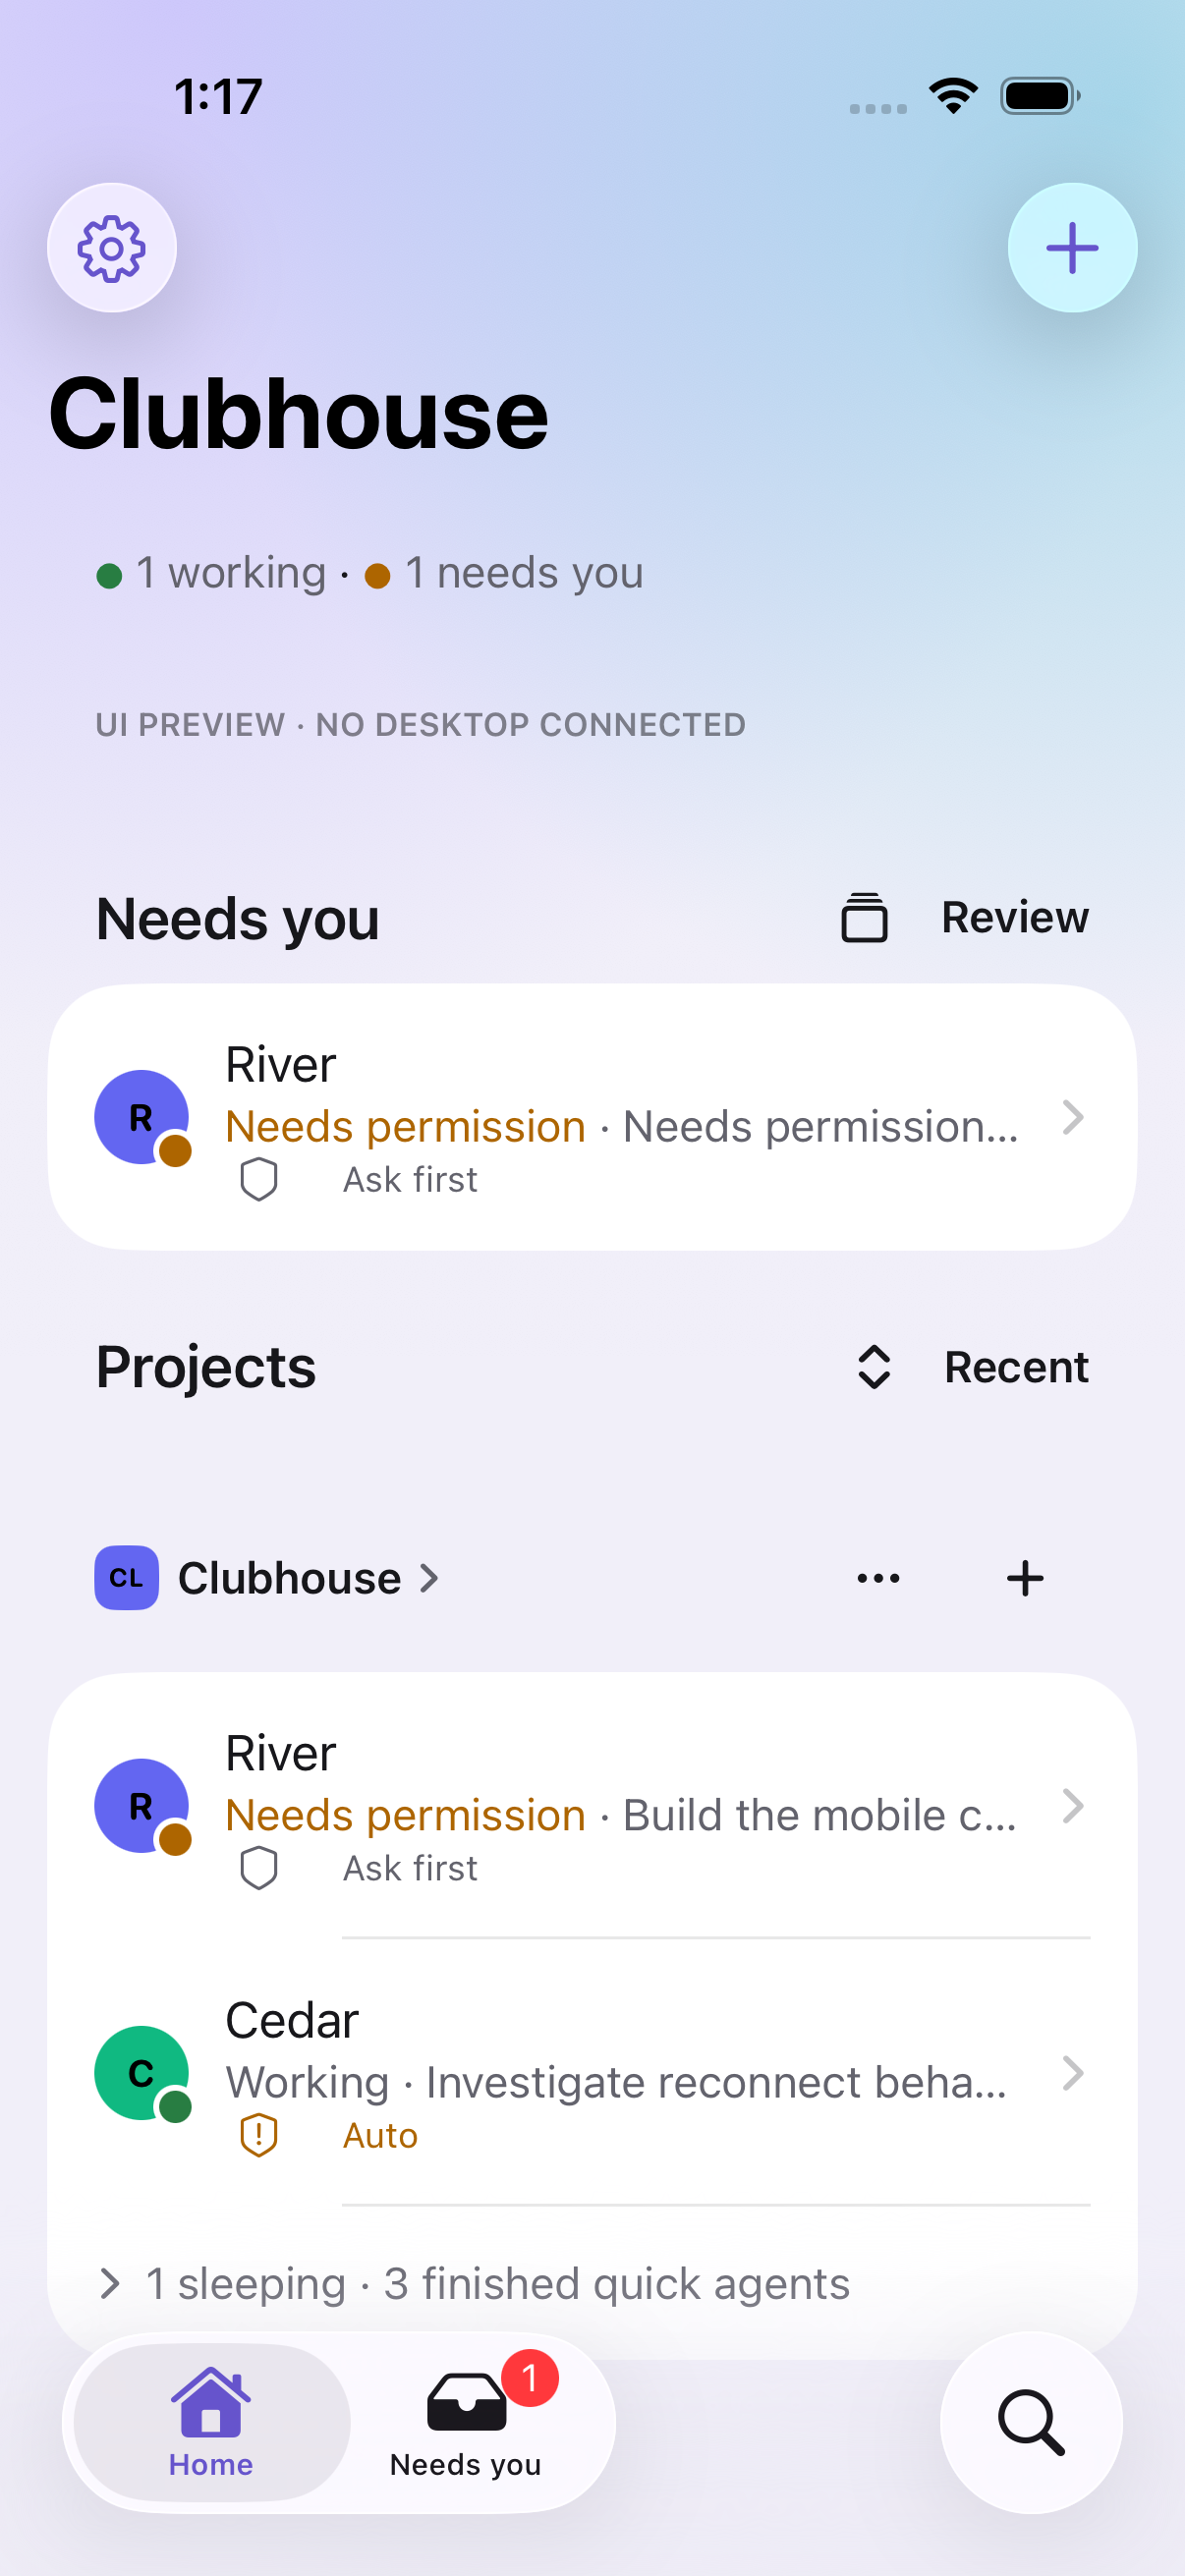 1:17
Clubhouse
1 working · 1 needs you
UI PREVIEW · NO DESKTOP CONNECTED
Needs you
Review
R
River
Needs permission · Needs permission...
Ask first
Projects
Recent
CL
Clubhouse
R
River
Needs permission · Build the mobile c...
Ask first
C
Cedar
Working · Investigate reconnect beha...
Auto
1 sleeping · 3 finished quick agents
Home
Needs you
1